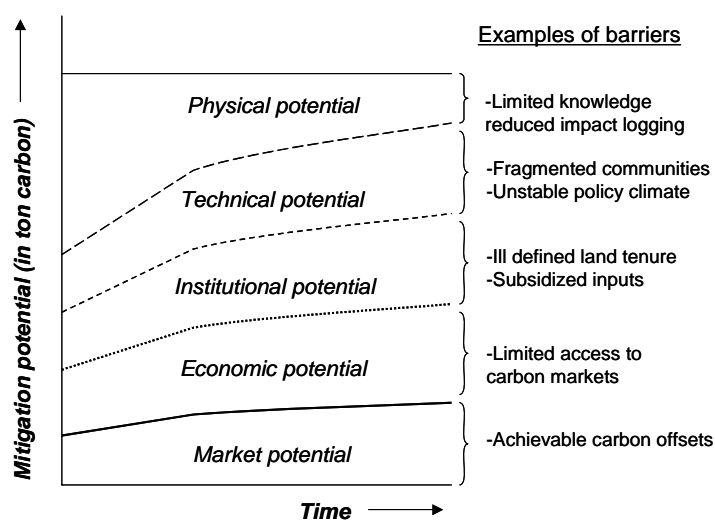 Examples of barriers
Mitigation potential (in ton carbon)
Physical potential
-Limited knowledge
reduced impact logging
Technical potential
-Fragmented communities
-Unstable policy climate
Institutional potential
-Ill defined land tenure
-Subsidized inputs
Economic potential
-Limited access to
carbon markets
Market potential
-Achievable carbon offsets
Time